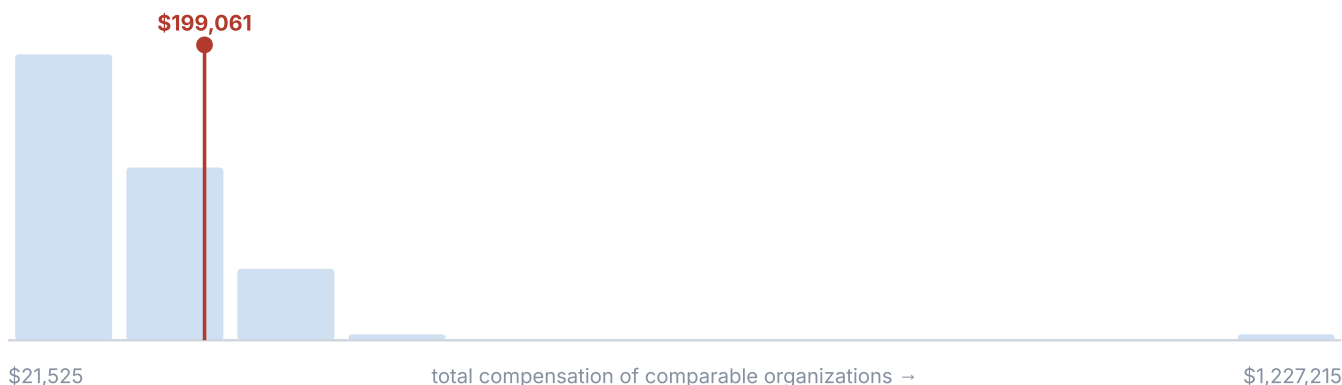 $199,061
$21,525
total compensation of comparable organizations →
$1,227,215